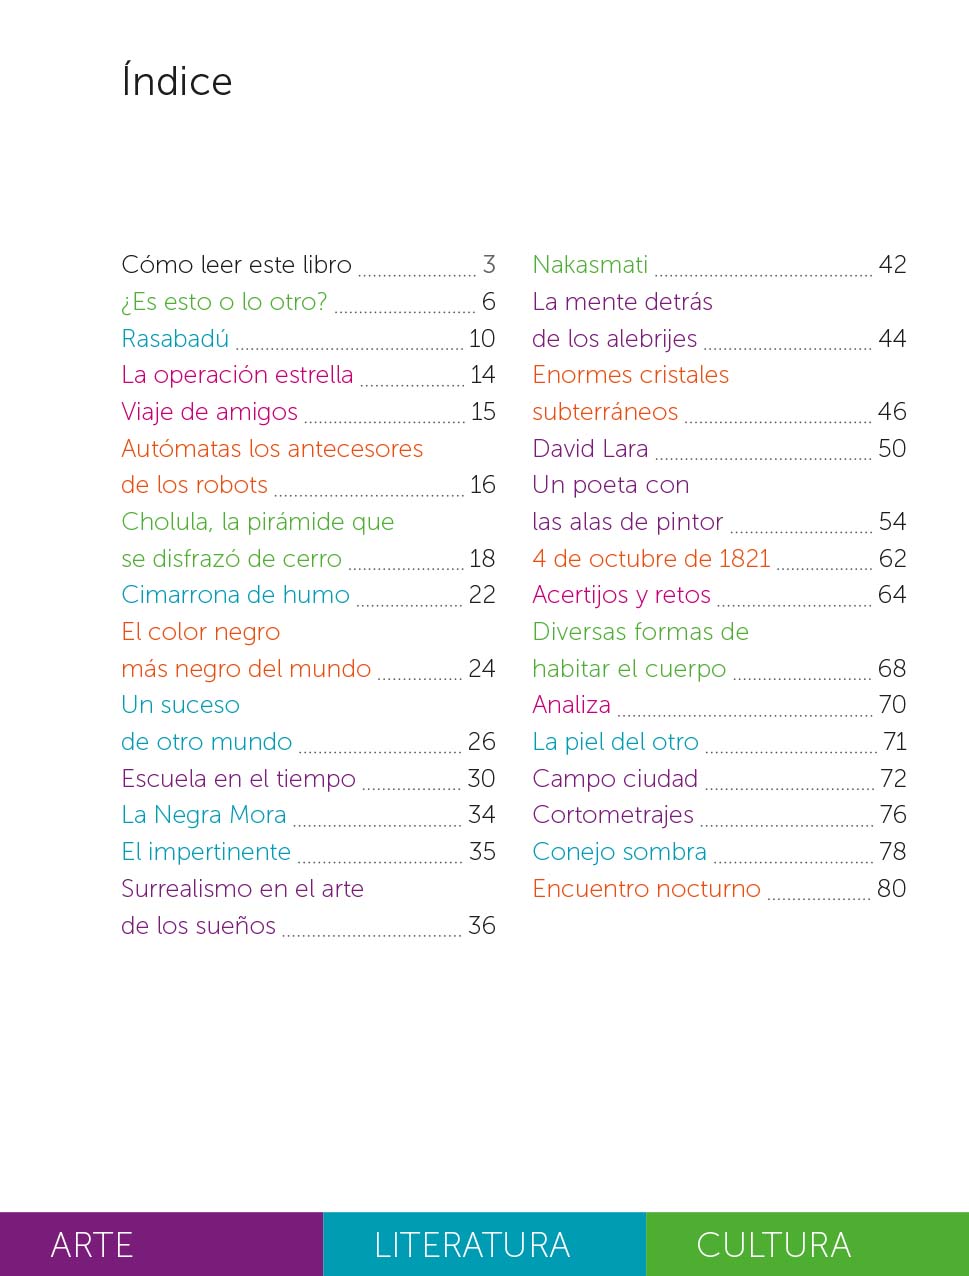 Índice
Cómo leer este libro 3
¿Es esto o lo otro? 6
Rasabadú 10
La operación estrella 14
Viaje de amigos 15
Autómatas los antecesores
de los robots 16
Cholula, la pirámide que
se disfrazó de cerro 18
Cimarrona de humo 22
El color negro
más negro del mundo 24
Un suceso
de otro mundo 26
Escuela en el tiempo 30
La Negra Mora 34
El impertinente 35
Surrealismo en el arte
de los sueños 36
Nakasmati 42
La mente detrás
de los alebrijes 44
Enormes cristales
subterráneos 46
David Lara 50
Un poeta con
las alas de pintor 54
4 de octubre de 1821 62
Acertijos y retos 64
Diversas formas de
habitar el cuerpo 68
Analiza 70
La piel del otro 71
Campo ciudad 72
Cortometrajes 76
Conejo sombra 78
Encuentro nocturno 80
ARTE LITERATURA CULTURA